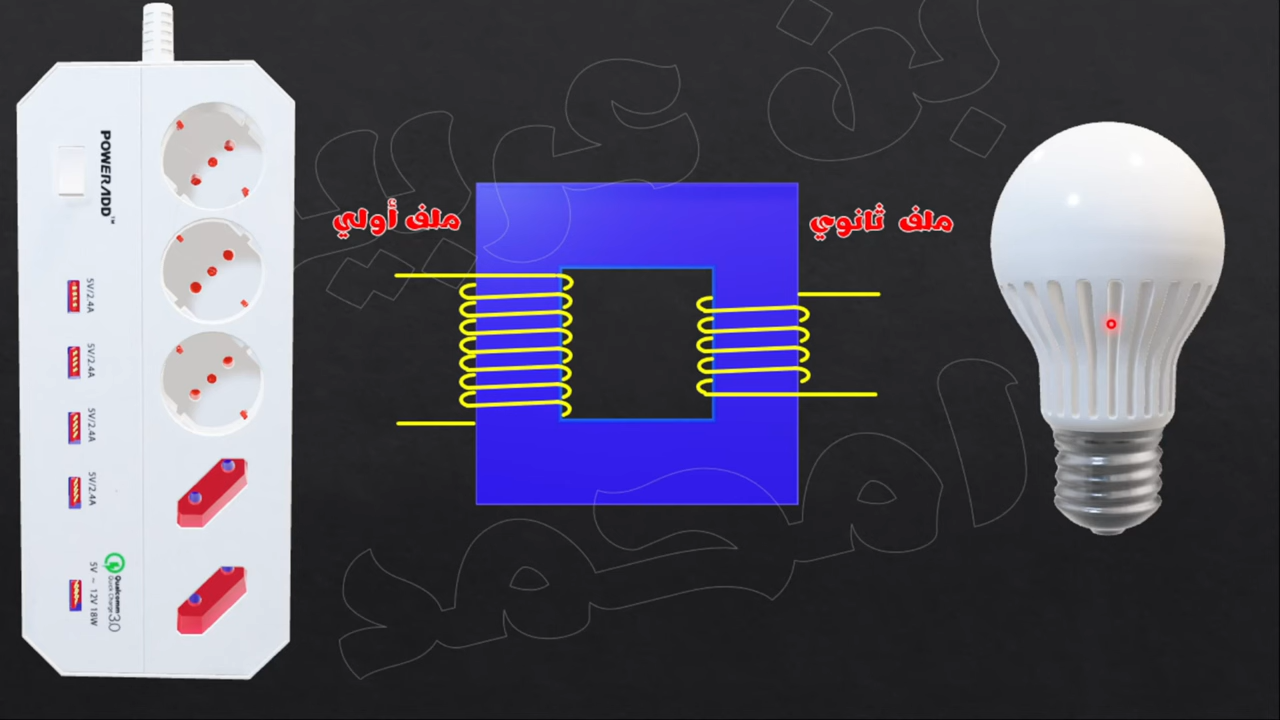 POWERADD™
5V/2.4A
5V/2.4A
5V/2.4A
5V/2.4A
5V ~ 12V 18W
Qualcomm
Quick Charge 3.0
ملف أولي
ملف ثانوي